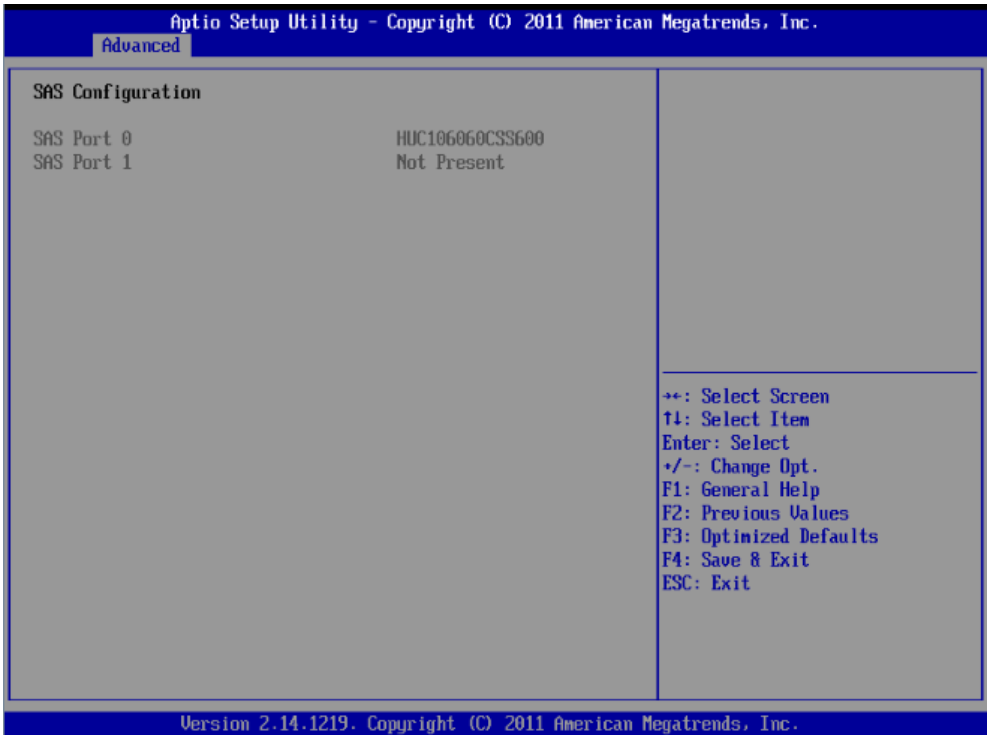 Aptio Setup Utility - Copyright (C) 2011 American Megatrends, Inc.
Advanced
SAS Configuration
SAS Port 0 HUC106060CSS600
SAS Port 1 Not Present
→←: Select Screen
↑↓: Select Item
Enter: Select
+/-: Change Opt.
F1: General Help
F2: Previous Values
F3: Optimized Defaults
F4: Save & Exit
ESC: Exit
Version 2.14.1219. Copyright (C) 2011 American Megatrends, Inc.